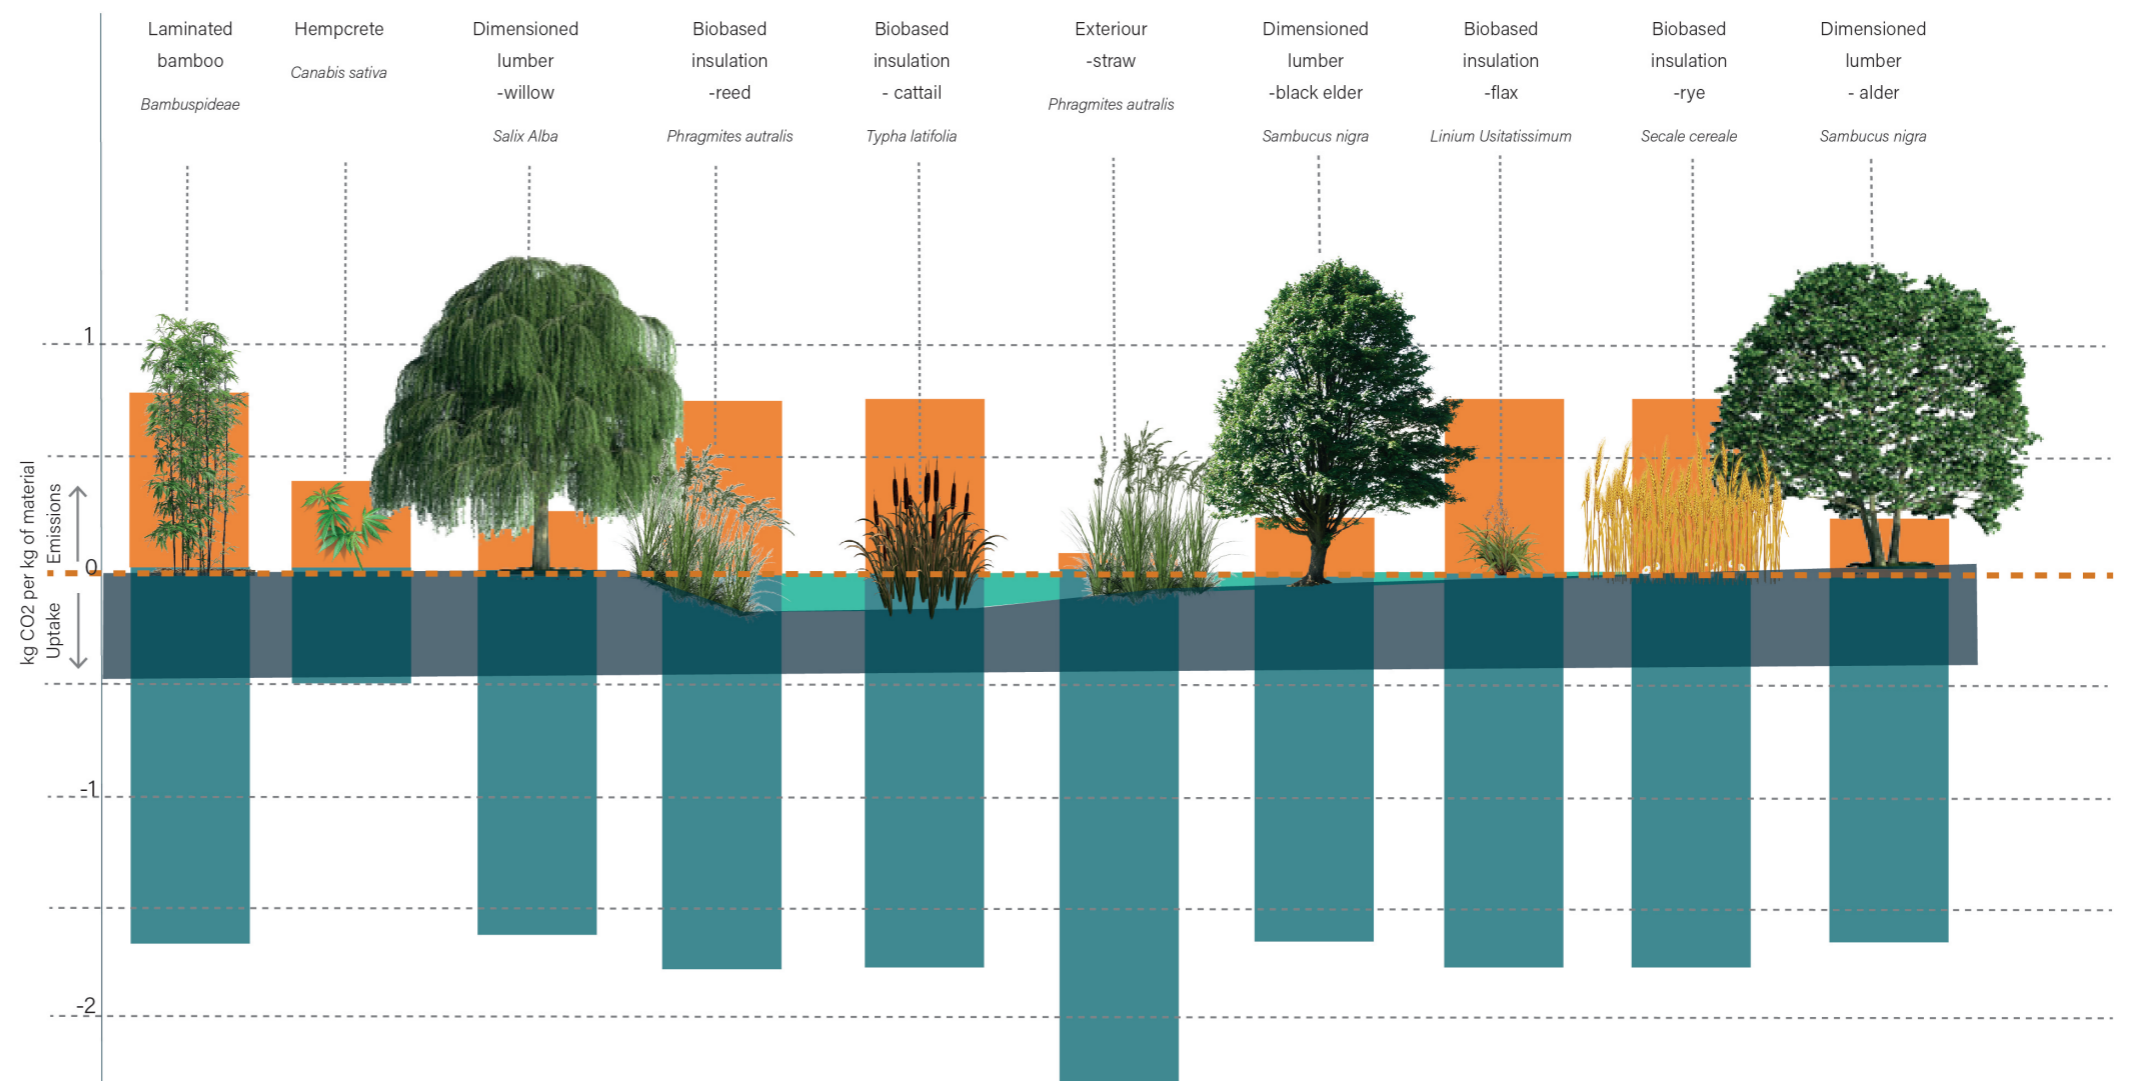 Laminated
bamboo
Bambuspideae
Hempcrete
Canabis sativa
Dimensioned
lumber
-willow
Salix Alba
Biobased
insulation
-reed
Phragmites autralis
Biobased
insulation
- cattail
Typha latifolia
Exteriour
-straw
Phragmites autralis
Dimensioned
lumber
-black elder
Sambucus nigra
Biobased
insulation
-flax
Linium Usitatissimum
Biobased
insulation
-rye
Secale cereale
Dimensioned
lumber
- alder
Sambucus nigra
1
0
-1
-2
kg CO2 per kg of material
Emissions
Uptake